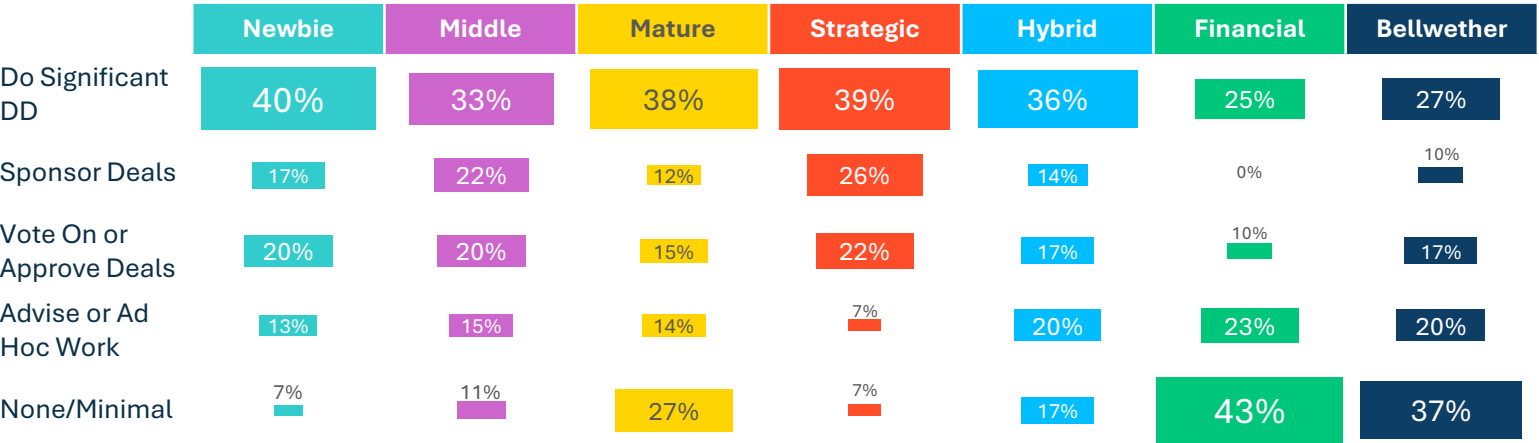 Newbie Middle Mature Strategic Hybrid Financial Bellwether
Do Significant
DD
40% 33% 38% 39% 36% 25% 27%
Sponsor Deals 17% 22% 12% 26% 14% 0% 10%
Vote On or
Approve Deals
20% 20% 15% 22% 17% 10% 17%
Advise or Ad
Hoc Work
13% 15% 14% 7% 20% 23% 20%
None/Minimal 7% 11% 27% 7% 17% 43% 37%